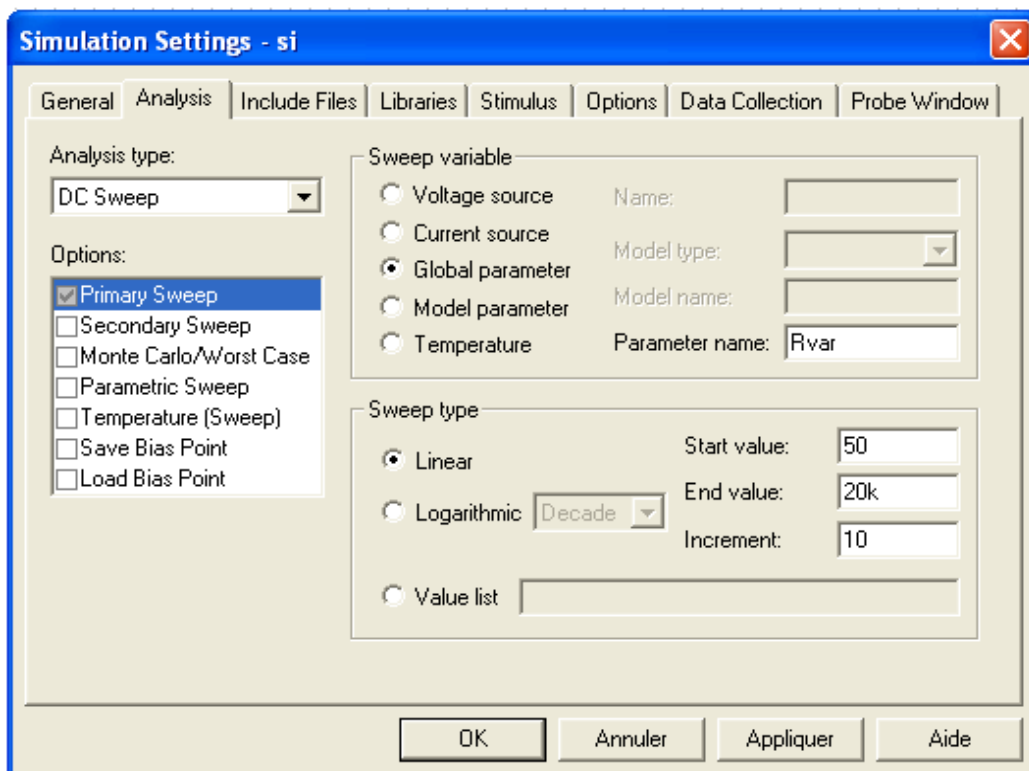 Simulation Settings - si
General Analysis Include Files Libraries Stimulus Options Data Collection Probe Window
Analysis type:
DC Sweep
Options:
Primary Sweep
Secondary Sweep
Monte Carlo/Worst Case
Parametric Sweep
Temperature (Sweep)
Save Bias Point
Load Bias Point
Sweep variable
Voltage source
Current source
Global parameter
Model parameter
Temperature
Name:
Model type:
Model name:
Parameter name: Rvar
Sweep type
Linear
Logarithmic Decade
Value list
Start value: 50
End value: 20k
Increment: 10
OK Annuler Appliquer Aide